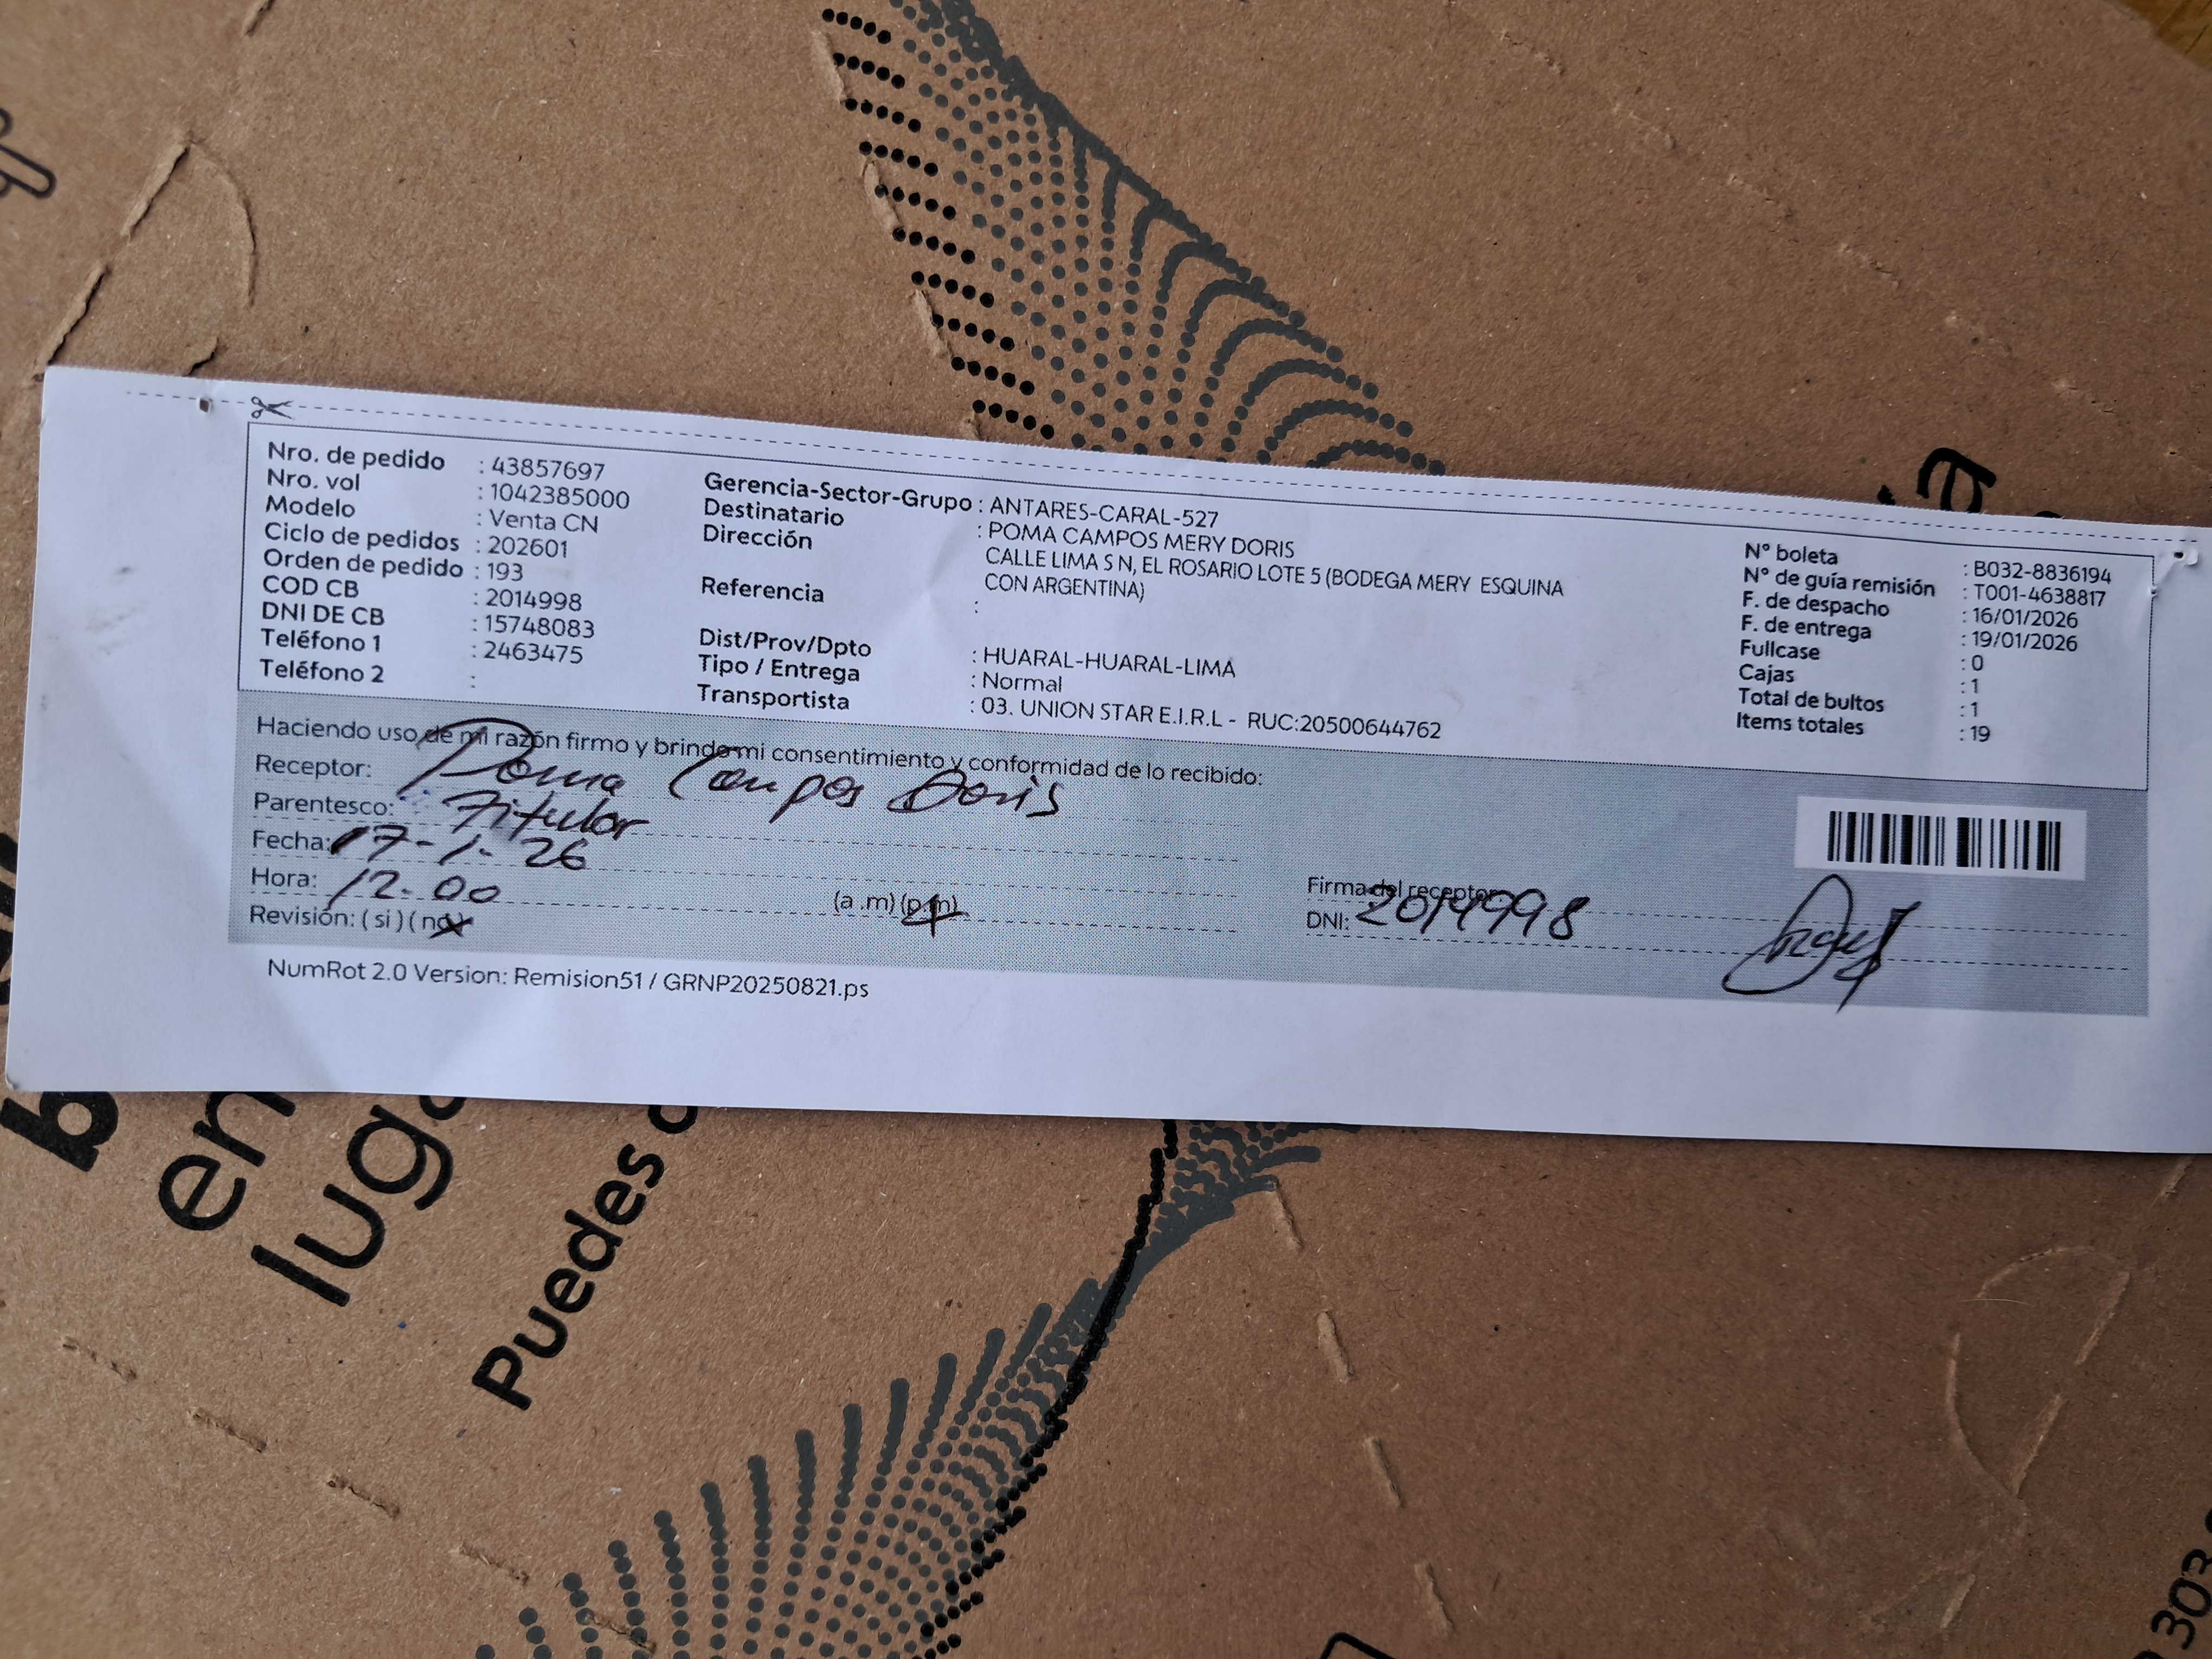 Nro. de pedido : 43857697
Nro. vol : 1042385000
Modelo : Venta CN
Ciclo de pedidos : 202601
Orden de pedido : 193
COD CB : 2014998
DNI DE CB : 15748083
Teléfono 1 : 2463475
Teléfono 2 :
Gerencia-Sector-Grupo : ANTARES-CARAL-527
Destinatario : POMA CAMPOS MERY DORIS
Dirección CALLE LIMA S N, EL ROSARIO LOTE 5 (BODEGA MERY ESQUINA
CON ARGENTINA)
Referencia :
Dist/Prov/Dpto : HUARAL-HUARAL-LIMA
Tipo / Entrega : Normal
Transportista : 03. UNION STAR E.I.R.L - RUC:20500644762
N° boleta : B032-8836194
N° de guía remisión : T001-4638817
F. de despacho : 16/01/2026
F. de entrega : 19/01/2026
Fullcase : 0
Cajas : 1
Total de bultos : 1
Items totales : 19
Haciendo uso de mi razón firmo y brindo mi consentimiento y conformidad de lo recibido:
Receptor: Poma Campos Doris
Parentesco: Titular
Fecha: 17-1-26
Hora: 12.00 (a .m) (p.m)
Revisión: ( si ) ( no )
Firma del receptor
DNI: 2014998
NumRot 2.0 Version: Remision51 / GRNP20250821.ps
en
Puedes
303